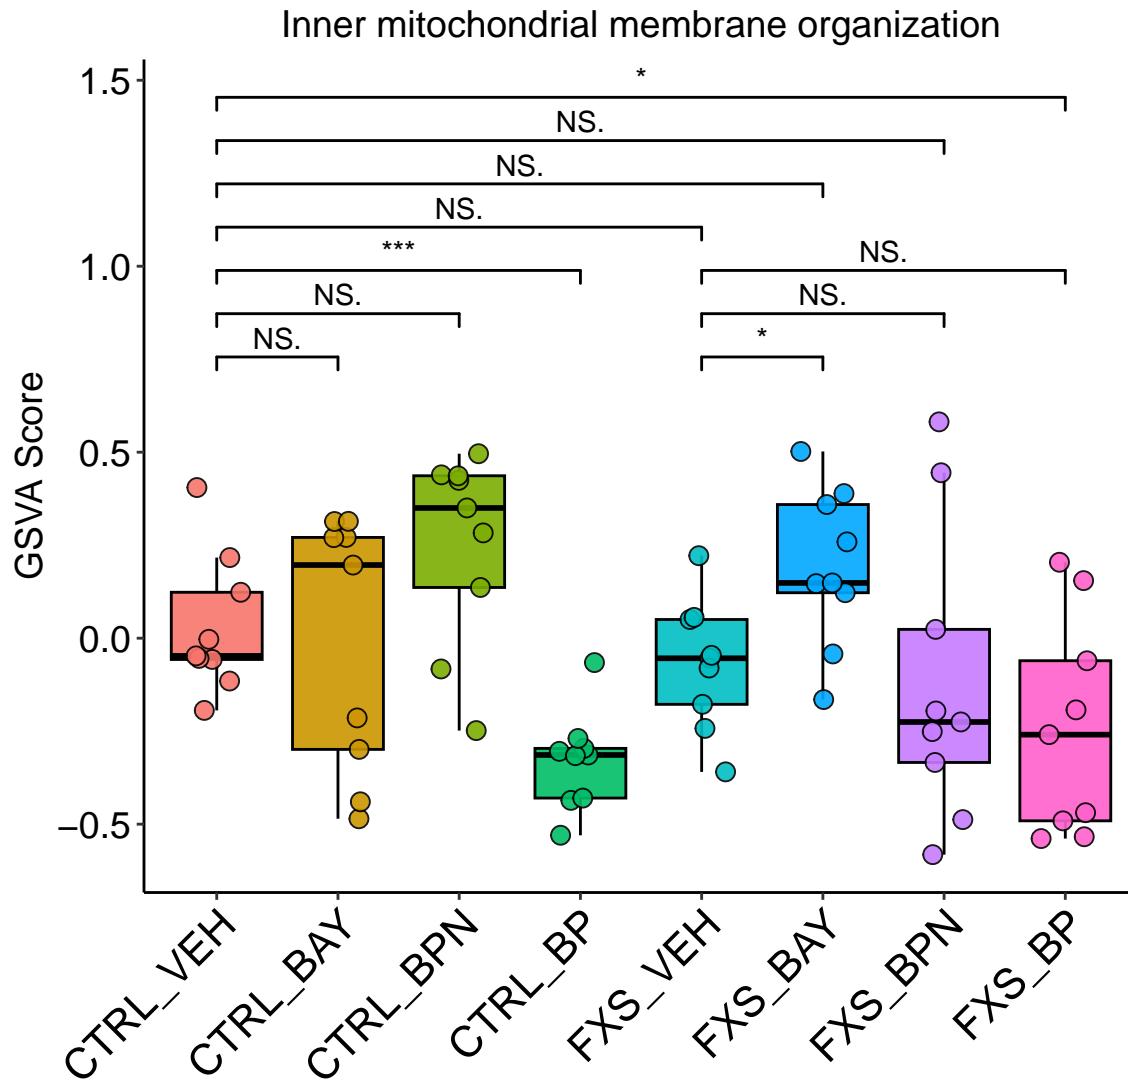 Inner mitochondrial membrane organization
1.5
*
NS.
NS.
NS.
1.0
***
NS.
NS.
NS.
NS.
*
GSVA Score
0.5
0.0
−0.5
CTRL_VEH
CTRL_BAY
CTRL_BPN
CTRL_BP
FXS_VEH
FXS_BAY
FXS_BPN
FXS_BP